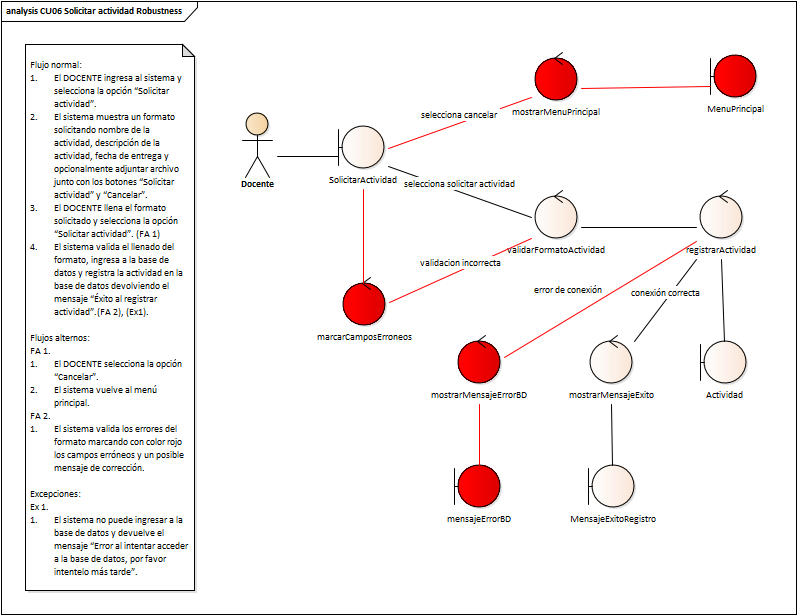 analysis CU06 Solicitar actividad Robustness
Flujo normal:
1. El DOCENTE ingresa al sistema y
selecciona la opción “Solicitar
actividad”.
2. El sistema muestra un formato
solicitando nombre de la
actividad, descripción de la
actividad, fecha de entrega y
opcionalmente adjuntar archivo
junto con los botones “Solicitar
actividad” y “Cancelar”.
3. El DOCENTE llena el formato
solicitado y selecciona la opción
“Solicitar actividad”. (FA 1)
4. El sistema valida el llenado del
formato, ingresa a la base de
datos y registra la actividad en la
base de datos devolviendo el
mensaje “Éxito al registrar
actividad”.(FA 2), (Ex1).
Flujos alternos:
FA 1.
1. El DOCENTE selecciona la opción
“Cancelar”.
2. El sistema vuelve al menú
principal.
FA 2.
1. El sistema valida los errores del
formato marcando con color rojo
los campos erróneos y un posible
mensaje de corrección.
Excepciones:
Ex 1.
1. El sistema no puede ingresar a la
base de datos y devuelve el
mensaje “Error al intentar acceder
a la base de datos, por favor
intentelo más tarde”.
Docente
SolicitarActividad
selecciona cancelar
mostrarMenuPrincipal
MenuPrincipal
selecciona solicitar actividad
validarFormatoActividad
registrarActividad
validacion incorrecta
marcarCamposErroneos
error de conexión
conexión correcta
mostrarMensajeErrorBD
mostrarMensajeExito
Actividad
mensajeErrorBD
MensajeExitoRegistro